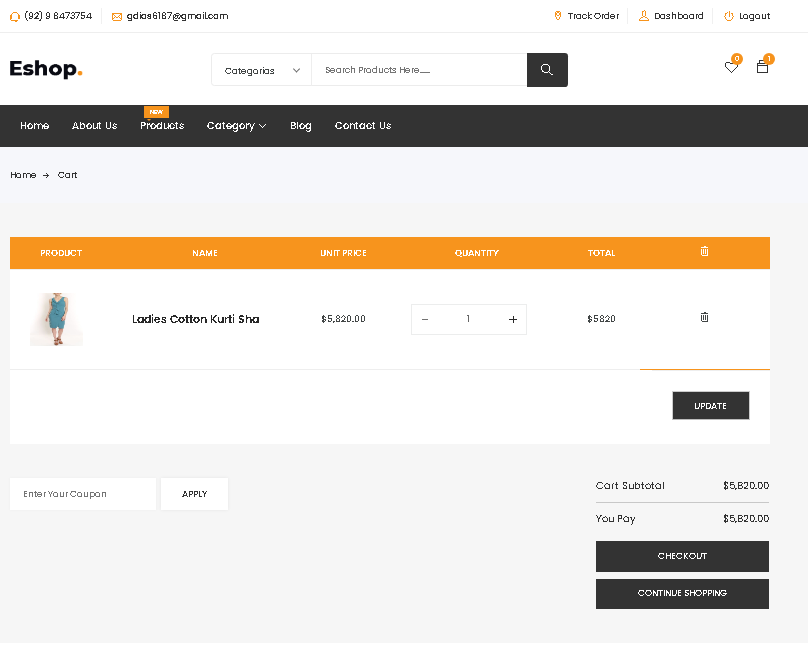 (92) 9 8473754 gdias6187@gmail.com Track Order Dashboard Logout
Eshop. Categorias Search Products Here..... 0 1
NEW
Home About Us Products Category Blog Contact Us
Home → Cart
PRODUCT NAME UNIT PRICE QUANTITY TOTAL
Ladies Cotton Kurti Sha $5,820.00 − 1 + $5820
UPDATE
Enter Your Coupon APPLY
Cart Subtotal $5,820.00
You Pay $5,820.00
CHECKOUT
CONTINUE SHOPPING